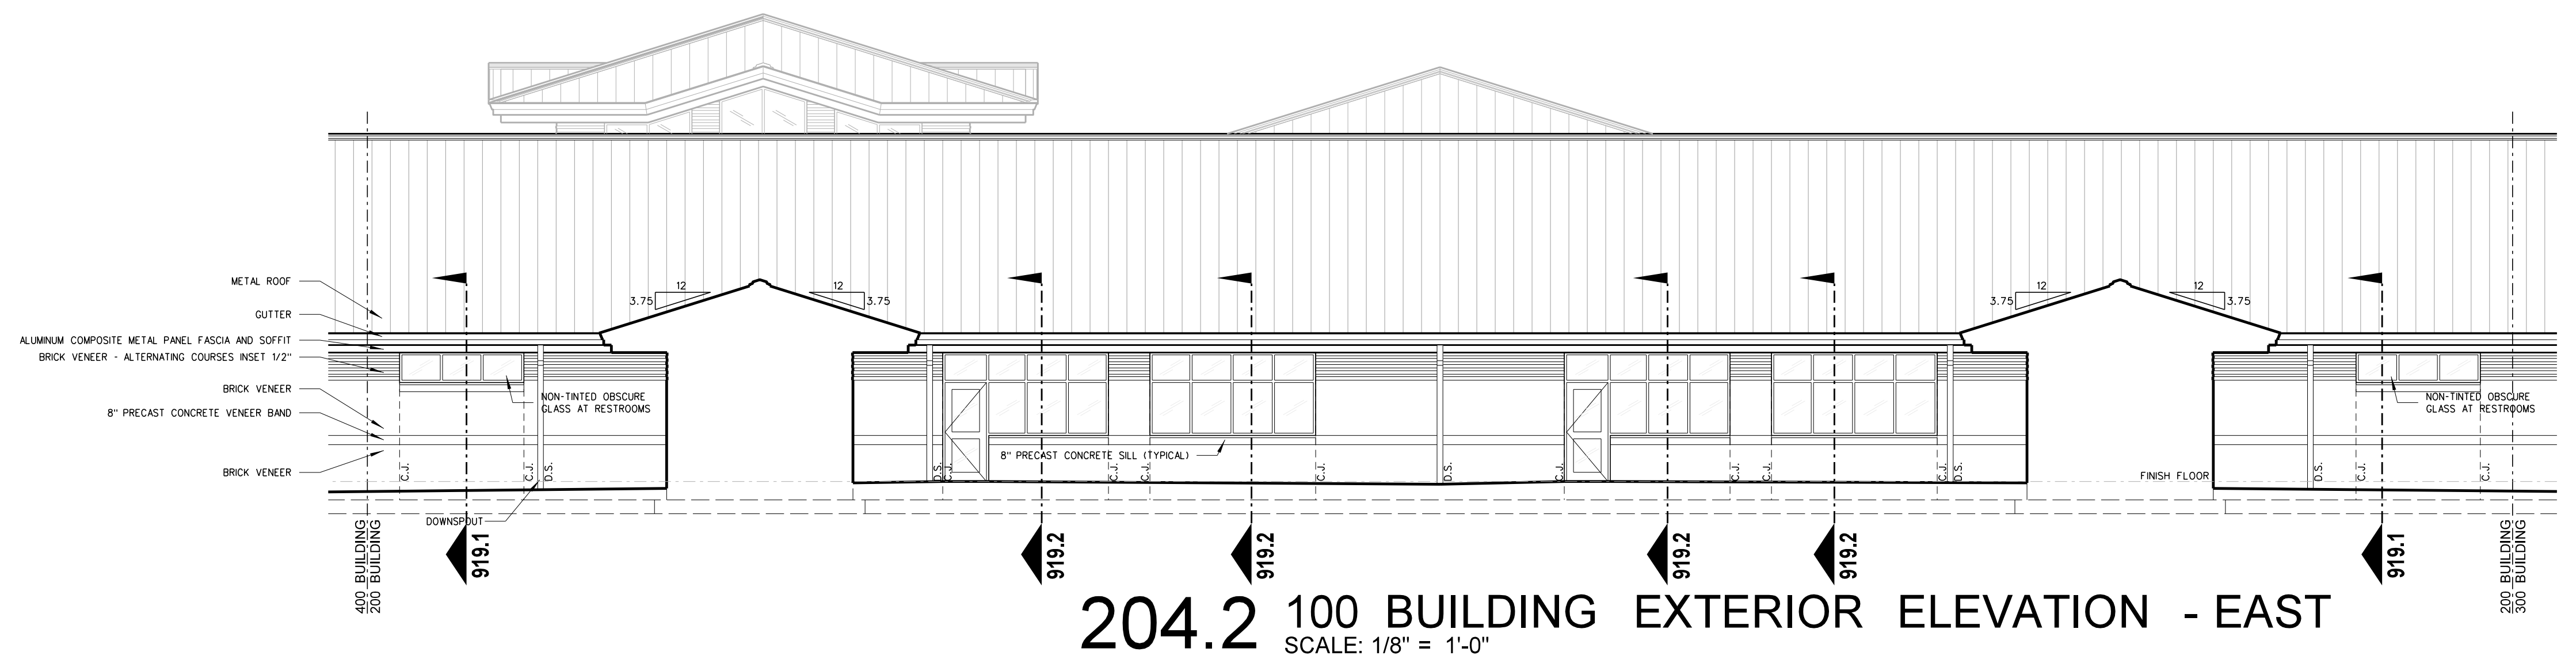 12
3.75
12
3.75
12
3.75
12
3.75
METAL ROOF
GUTTER
ALUMINUM COMPOSITE METAL PANEL FASCIA AND SOFFIT
BRICK VENEER - ALTERNATING COURSES INSET 1/2"
BRICK VENEER
8" PRECAST CONCRETE VENEER BAND
BRICK VENEER
NON-TINTED OBSCURE
GLASS AT RESTROOMS
NON-TINTED OBSCURE
GLASS AT RESTROOMS
8" PRECAST CONCRETE SILL (TYPICAL)
C.J.
C.J.
D.S.
D.S.
C.J.
C.J.
C.J.
C.J.
D.S.
C.J.
C.J.
C.J.
C.J.
D.S.
D.S.
C.J.
C.J.
FINISH FLOOR
DOWNSPOUT
400 BUILDING
200 BUILDING
919.1
919.2
919.2
919.2
919.2
919.1
200 BUILDING
300 BUILDING
204.2 100 BUILDING EXTERIOR ELEVATION - EAST
SCALE: 1/8" = 1'-0"